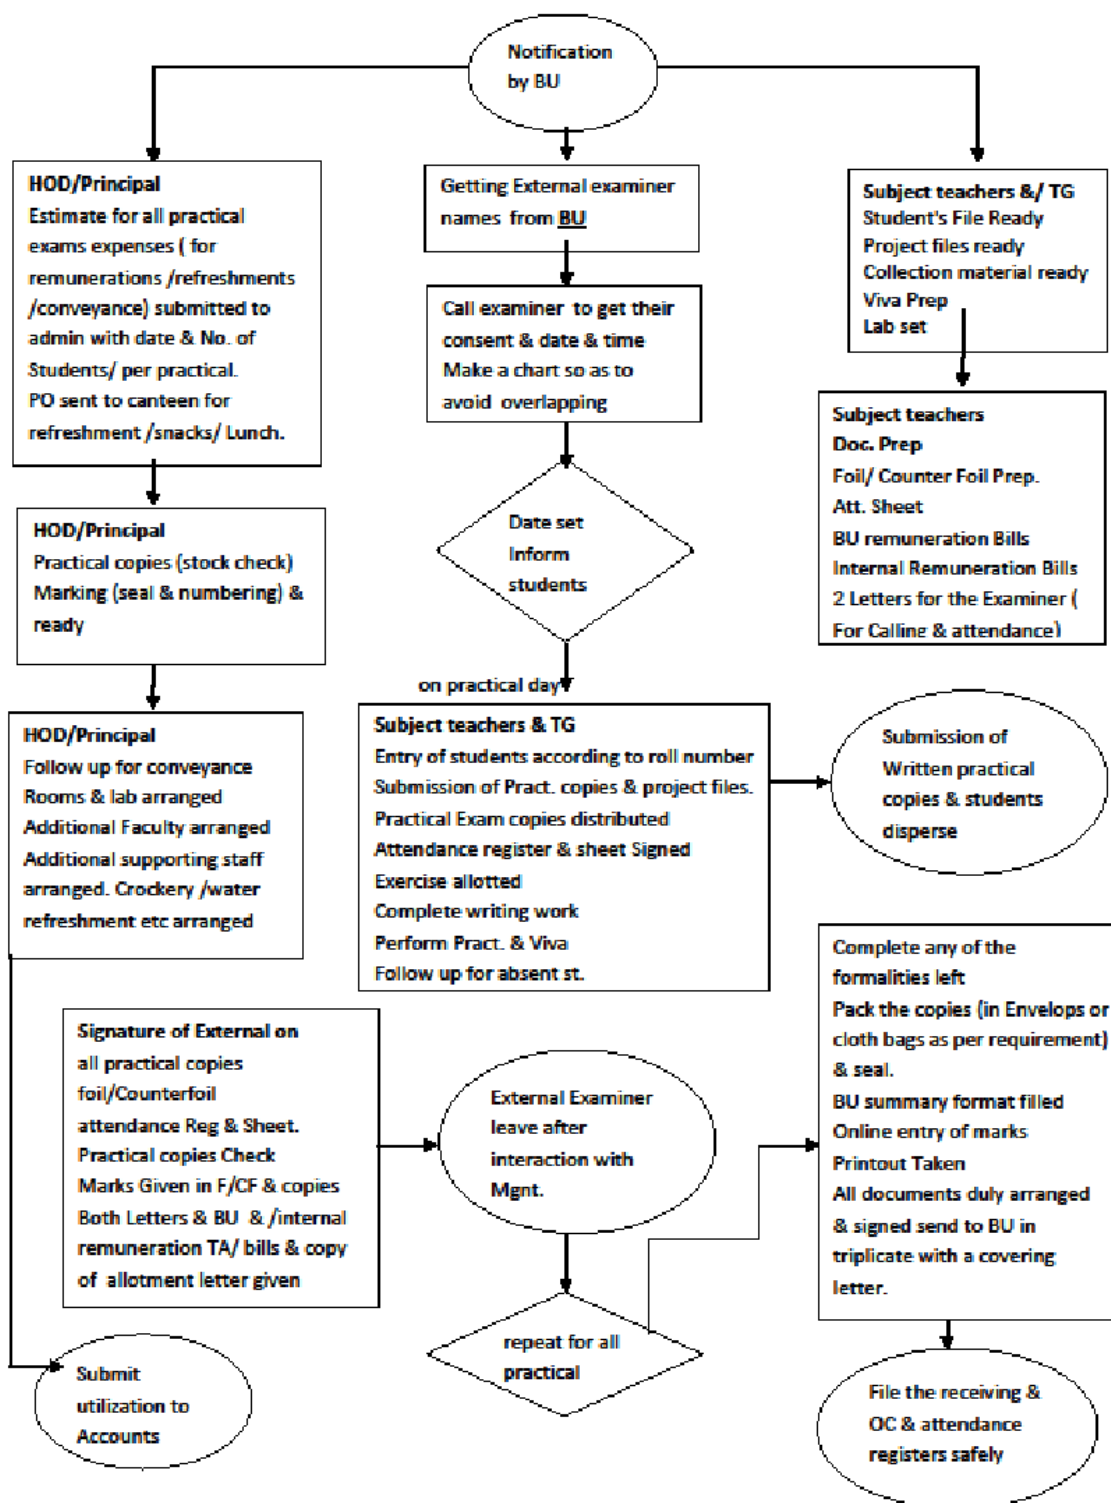 Notification
by BU
HOD/Principal
Estimate for all practical
exams expenses ( for
remunerations /refreshments
/conveyance) submitted to
admin with date & No. of
Students/ per practical.
PO sent to canteen for
refreshment /snacks/ Lunch.
Getting External examiner
names from BU
Subject teachers &/ TG
Student's File Ready
Project files ready
Collection material ready
Viva Prep
Lab set
Call examiner to get their
consent & date & time
Make a chart so as to
avoid overlapping
Subject teachers
Doc. Prep
Foil/ Counter Foil Prep.
Att. Sheet
BU remuneration Bills
Internal Remuneration Bills
2 Letters for the Examiner (
For Calling & attendance)
HOD/Principal
Practical copies (stock check)
Marking (seal & numbering) &
ready
Date set
Inform
students
on practical day
HOD/Principal
Follow up for conveyance
Rooms & lab arranged
Additional Faculty arranged
Additional supporting staff
arranged. Crockery /water
refreshment etc arranged
Subject teachers & TG
Entry of students according to roll number
Submission of Pract. copies & project files.
Practical Exam copies distributed
Attendance register & sheet Signed
Exercise allotted
Complete writing work
Perform Pract. & Viva
Follow up for absent st.
Submission of
Written practical
copies & students
disperse
Signature of External on
all practical copies
foil/Counterfoil
attendance Reg & Sheet.
Practical copies Check
Marks Given in F/CF & copies
Both Letters & BU & /internal
remuneration TA/ bills & copy
of allotment letter given
External Examiner
leave after
interaction with
Mgnt.
Complete any of the
formalities left
Pack the copies (in Envelops or
cloth bags as per requirement)
& seal.
BU summary format filled
Online entry of marks
Printout Taken
All documents duly arranged
& signed send to BU in
triplicate with a covering
letter.
repeat for all
practical
Submit
utilization to
Accounts
File the receiving &
OC & attendance
registers safely